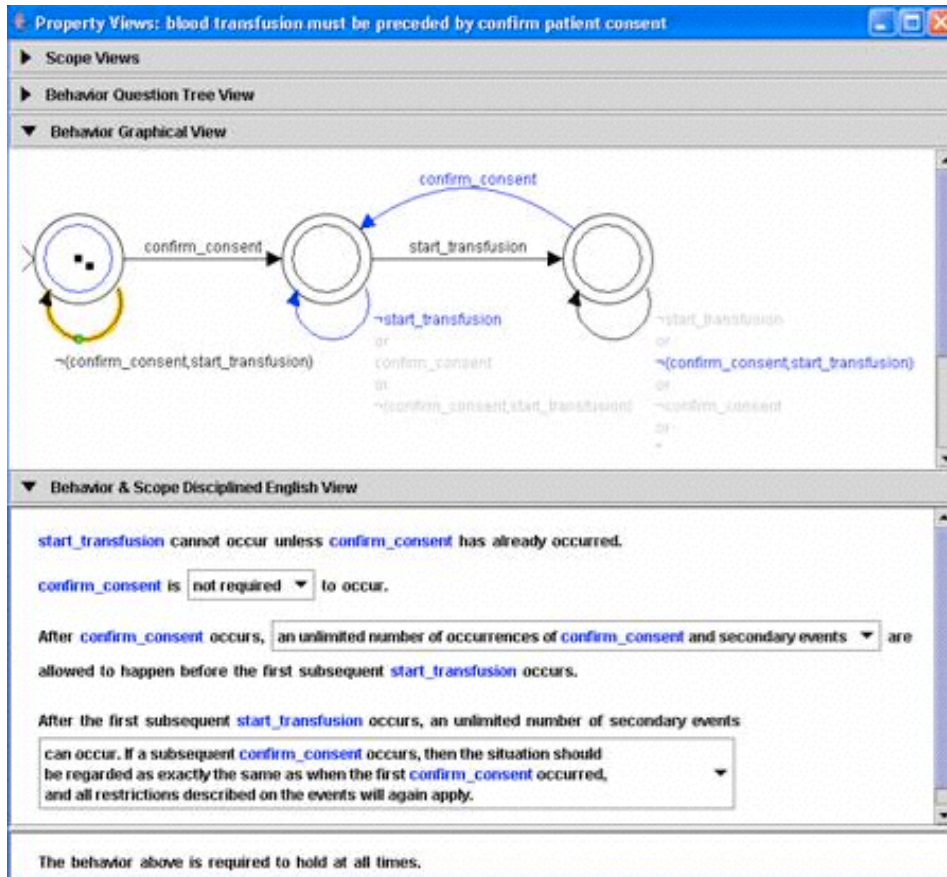 Property Views: blood transfusion must be preceded by confirm patient consent
Scope Views
Behavior Question Tree View
Behavior Graphical View
confirm_consent
confirm_consent
start_transfusion
¬(confirm_consent,start_transfusion)
¬start_transfusion
or
confirm_consent
or
¬(confirm_consent,start_transfusion)
¬start_transfusion
or
¬(confirm_consent,start_transfusion)
¬confirm_consent
or
Behavior & Scope Disciplined English View
start_transfusion cannot occur unless confirm_consent has already occurred.
confirm_consent is not required to occur.
After confirm_consent occurs, an unlimited number of occurrences of confirm_consent and secondary events are
allowed to happen before the first subsequent start_transfusion occurs.
After the first subsequent start_transfusion occurs, an unlimited number of secondary events
can occur. If a subsequent confirm_consent occurs, then the situation should
be regarded as exactly the same as when the first confirm_consent occurred,
and all restrictions described on the events will again apply.
The behavior above is required to hold at all times.